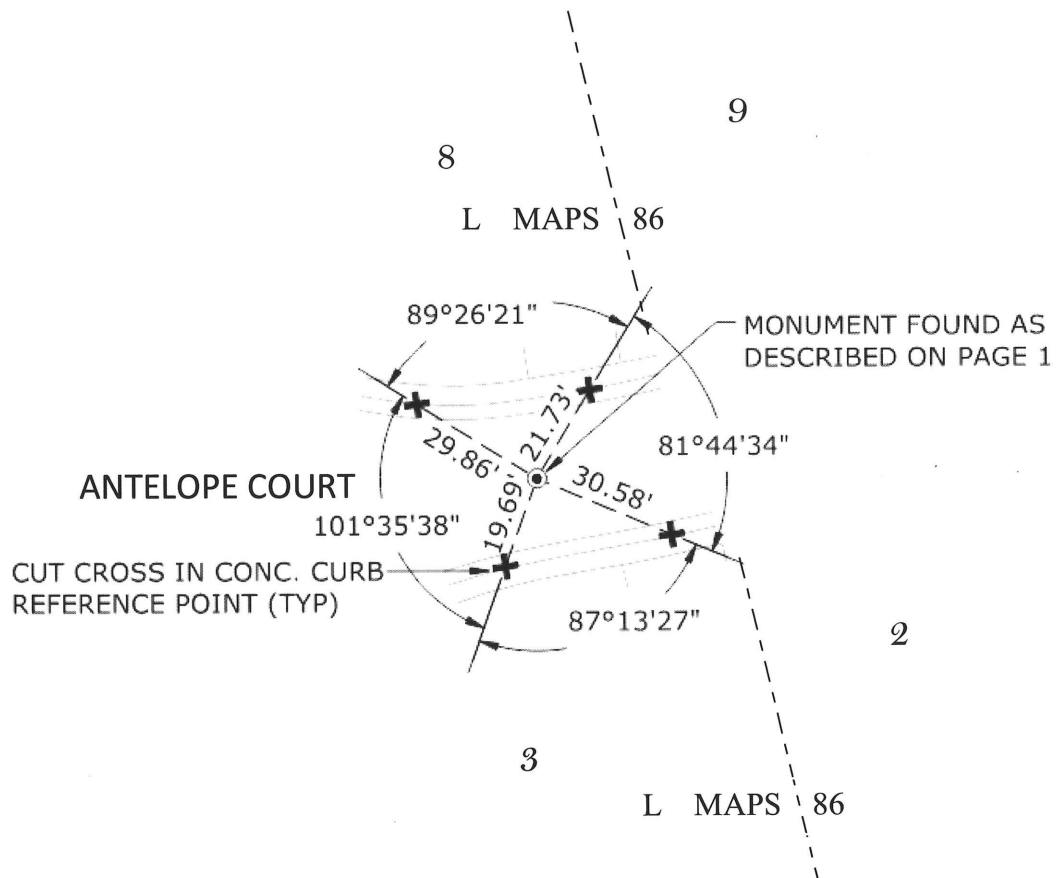 9
8
L MAPS 86
89°26'21"
MONUMENT FOUND AS
DESCRIBED ON PAGE 1
21.73'
29.86'
81°44'34"
30.58'
ANTELOPE COURT
19.69'
101°35'38"
CUT CROSS IN CONC. CURB
REFERENCE POINT (TYP)
87°13'27"
2
3
L MAPS 86